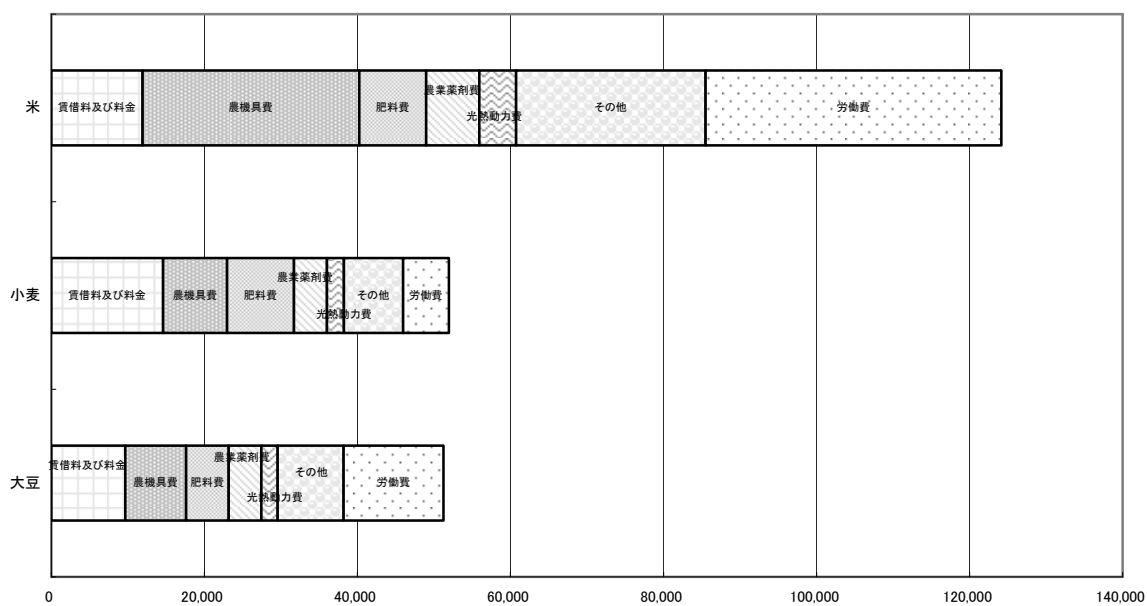 米
賃借料及び料金
農機具費
肥料費
農業薬剤費
光熱動力費
その他
労働費
小麦
賃借料及び料金
農機具費
肥料費
農業薬剤費
光熱動力費
その他
労働費
大豆
賃借料及び料金
農機具費
肥料費
農業薬剤費
光熱動力費
その他
労働費
0 20,000 40,000 60,000 80,000 100,000 120,000 140,000